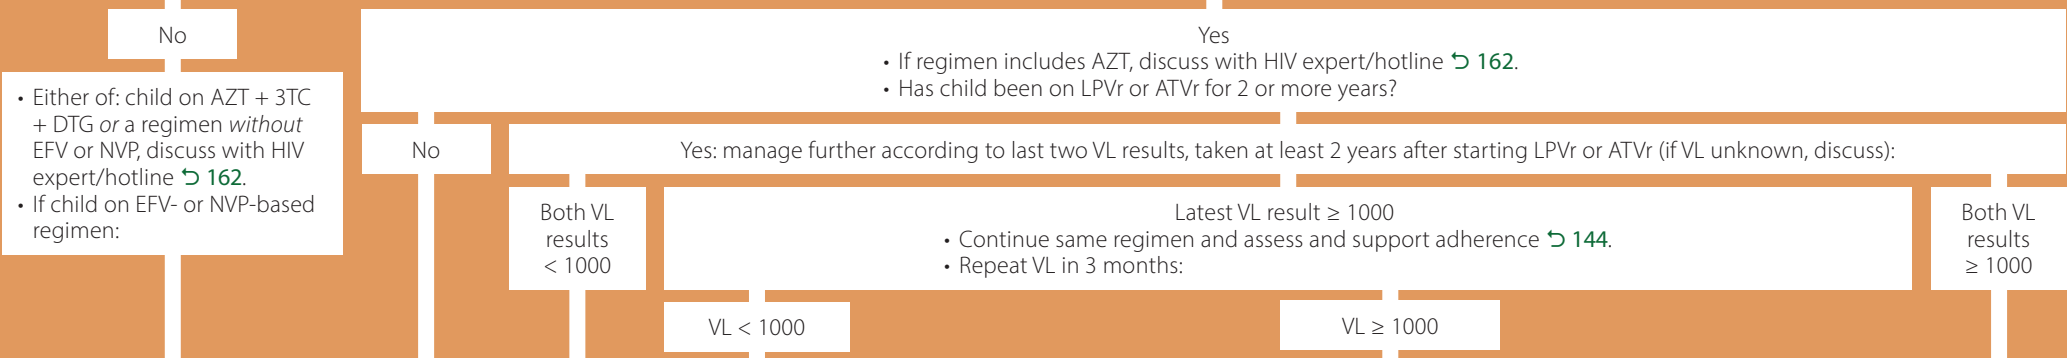 No
• Either of: child on AZT + 3TC
+ DTG or a regimen without
EFV or NVP, discuss with HIV
expert/hotline ⮌ 162.
• If child on EFV- or NVP-based
regimen:
Yes
• If regimen includes AZT, discuss with HIV expert/hotline ⮌ 162.
• Has child been on LPVr or ATVr for 2 or more years?
No
Yes: manage further according to last two VL results, taken at least 2 years after starting LPVr or ATVr (if VL unknown, discuss):
Both VL
results
< 1000
Latest VL result ≥ 1000
• Continue same regimen and assess and support adherence ⮌ 144.
• Repeat VL in 3 months:
Both VL
results
≥ 1000
VL < 1000
VL ≥ 1000